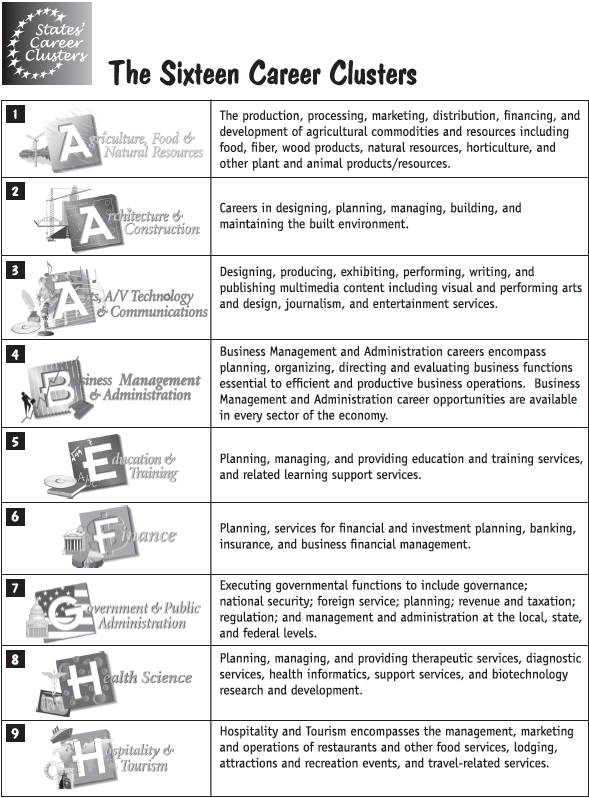 States'
Career
Clusters
The Sixteen Career Clusters
1
Agriculture, Food &
Natural Resources
The production, processing, marketing, distribution, financing, and
development of agricultural commodities and resources including
food, fiber, wood products, natural resources, horticulture, and
other plant and animal products/resources.
2
Architecture &
Construction
Careers in designing, planning, managing, building, and
maintaining the built environment.
3
Arts, A/V Technology
& Communications
Designing, producing, exhibiting, performing, writing, and
publishing multimedia content including visual and performing arts
and design, journalism, and entertainment services.
4
Business Management
& Administration
Business Management and Administration careers encompass
planning, organizing, directing and evaluating business functions
essential to efficient and productive business operations. Business
Management and Administration career opportunities are available
in every sector of the economy.
5
Education &
Training
Planning, managing, and providing education and training services,
and related learning support services.
6
Finance
Planning, services for financial and investment planning, banking,
insurance, and business financial management.
7
Government & Public
Administration
Executing governmental functions to include governance;
national security; foreign service; planning; revenue and taxation;
regulation; and management and administration at the local, state,
and federal levels.
8
Health Science
Planning, managing, and providing therapeutic services, diagnostic
services, health informatics, support services, and biotechnology
research and development.
9
Hospitality &
Tourism
Hospitality and Tourism encompasses the management, marketing
and operations of restaurants and other food services, lodging,
attractions and recreation events, and travel-related services.